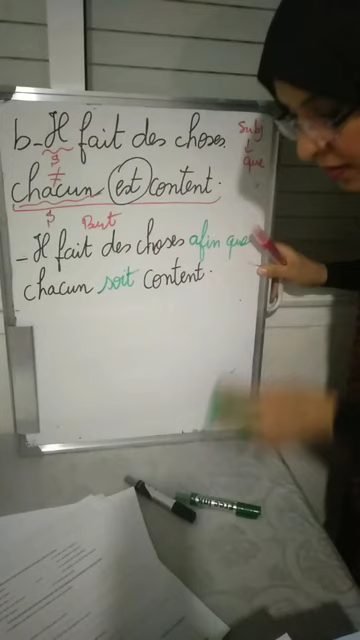 b- Il fait des choses
chacun est content.
But
- Il fait des choses afin que
chacun soit content.
Subj
+
que
S
≠
S